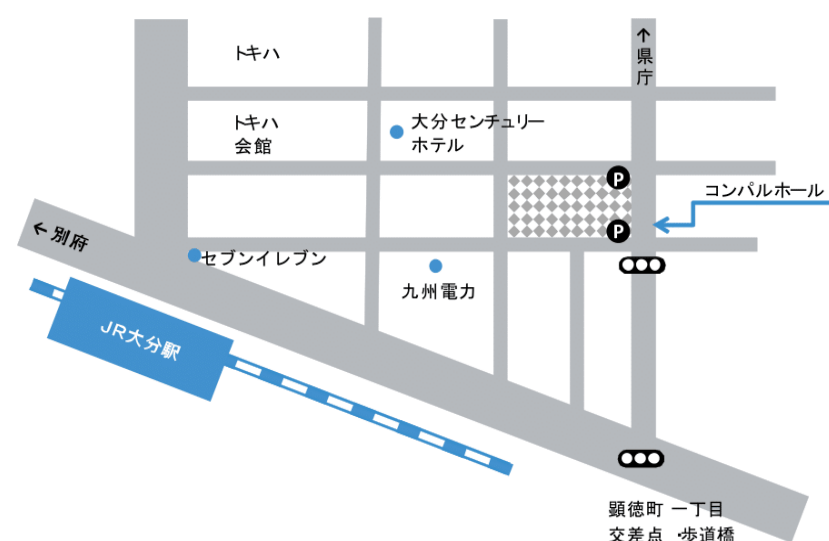 トキハ
↑県庁
トキハ
会館
大分センチュリー
ホテル
P
コンパルホール
P
←別府
セブンイレブン
九州電力
JR大分駅
顕徳町 一丁目
交差点 ・歩道橋